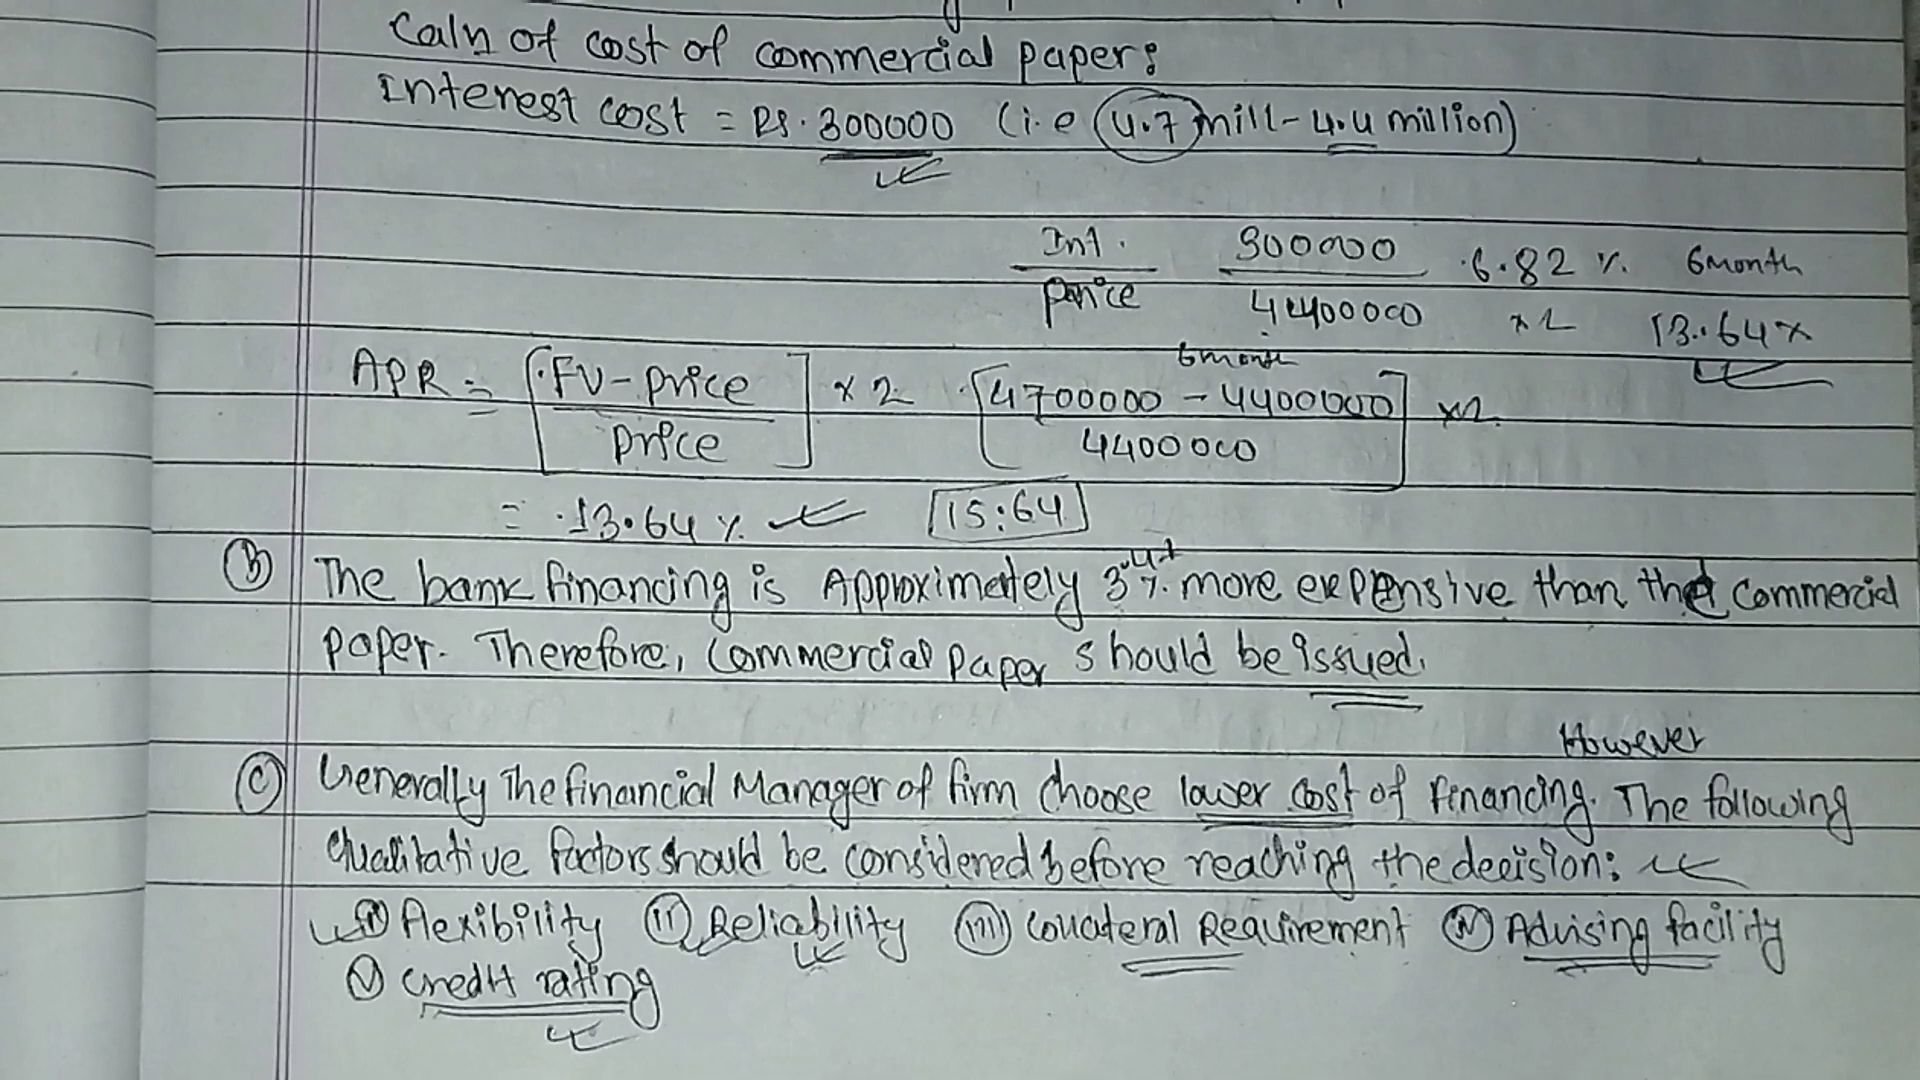 Caln of cost of commercial paper:
Interest cost = Rs. 300000 (i.e 4.7 mill - 4.4 million)
Int. 300000 6.82 % 6month
price 4400000 x2 13.64%
6month
APR = [FV - price / price] x 2 [4700000 - 4400000 / 4400000] x2
= 13.64 % [15:64]
(b) The bank financing is Approximately 3 % more expensive than the commercial
paper. Therefore, Commercial paper should be issued.
However
(C) Generally The financial Manager of firm choose lower cost of financing. The following
Qualitative factors should be considered before reaching the decision:
(i) flexibility (ii) Reliability (iii) Collateral Requirement (iv) Advising facility
(v) credit rating